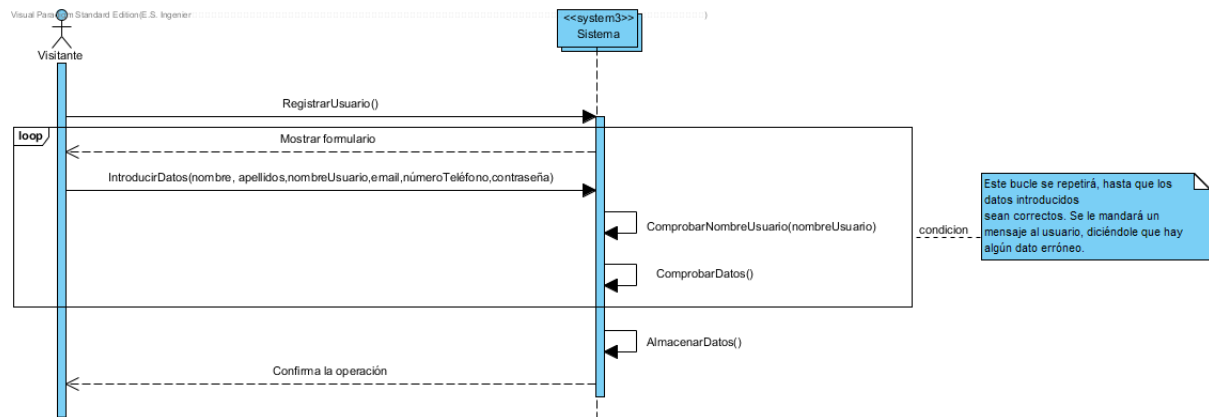 Visual Paradigm Standard Edition(E.S. Ingenier
<<system3>>
Sistema
Visitante
RegistrarUsuario()
loop
Mostrar formulario
IntroducirDatos(nombre, apellidos,nombreUsuario,email,númeroTeléfono,contraseña)
ComprobarNombreUsuario(nombreUsuario)
condicion
Este bucle se repetirá, hasta que los
datos introducidos
sean correctos. Se le mandará un
mensaje al usuario, diciéndole que hay
algún dato erróneo.
ComprobarDatos()
AlmacenarDatos()
Confirma la operación